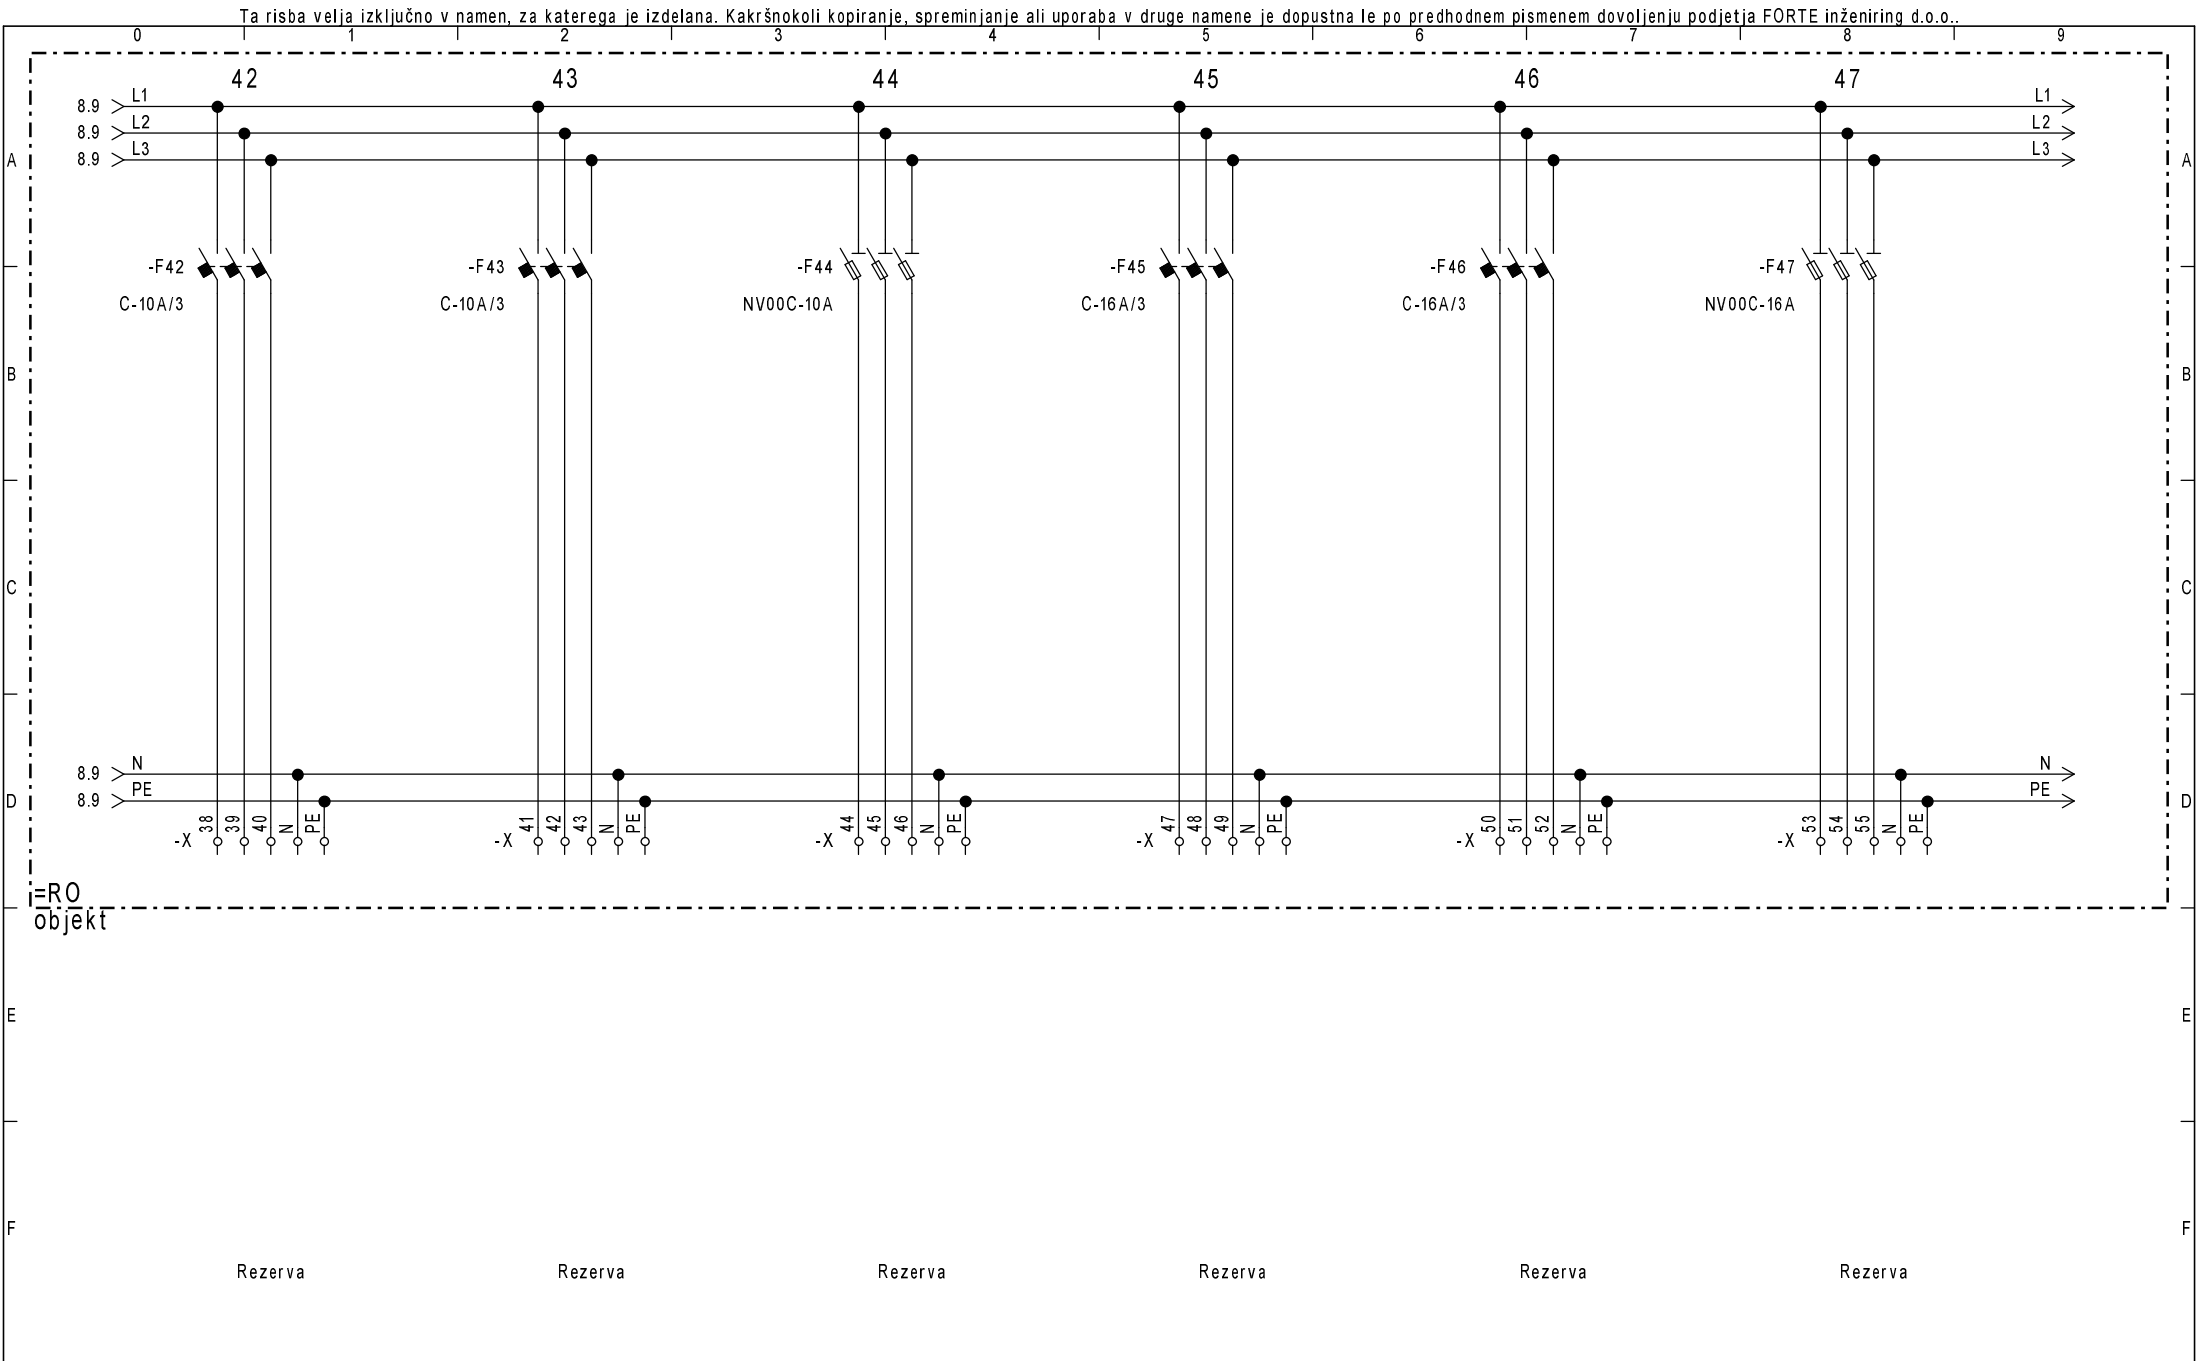 Ta risba velja izključno v namen, za katerega je izdelana. Kakršnokoli kopiranje, spreminjanje ali uporaba v druge namene je dopustna le po predhodnem pismenem dovoljenju podjetja FORTE inženiring d.o.o..
0 1 2 3 4 5 6 7 8 9
42 43 44 45 46 47
8.9 L1 L1
8.9 L2 L2
A 8.9 L3 L3 A
-F42 -F43 -F44 -F45 -F46 -F47
C-10A/3 C-10A/3 NV00C-10A C-16A/3 C-16A/3 NV00C-16A
B B
C C
8.9 N N
D 8.9 PE PE D
-X 38 39 40 N PE -X 41 42 43 N PE -X 44 45 46 N PE -X 47 48 49 N PE -X 50 51 52 N PE -X 53 54 55 N PE
=RO
objekt
E E
F F
Rezerva Rezerva Rezerva Rezerva Rezerva Rezerva